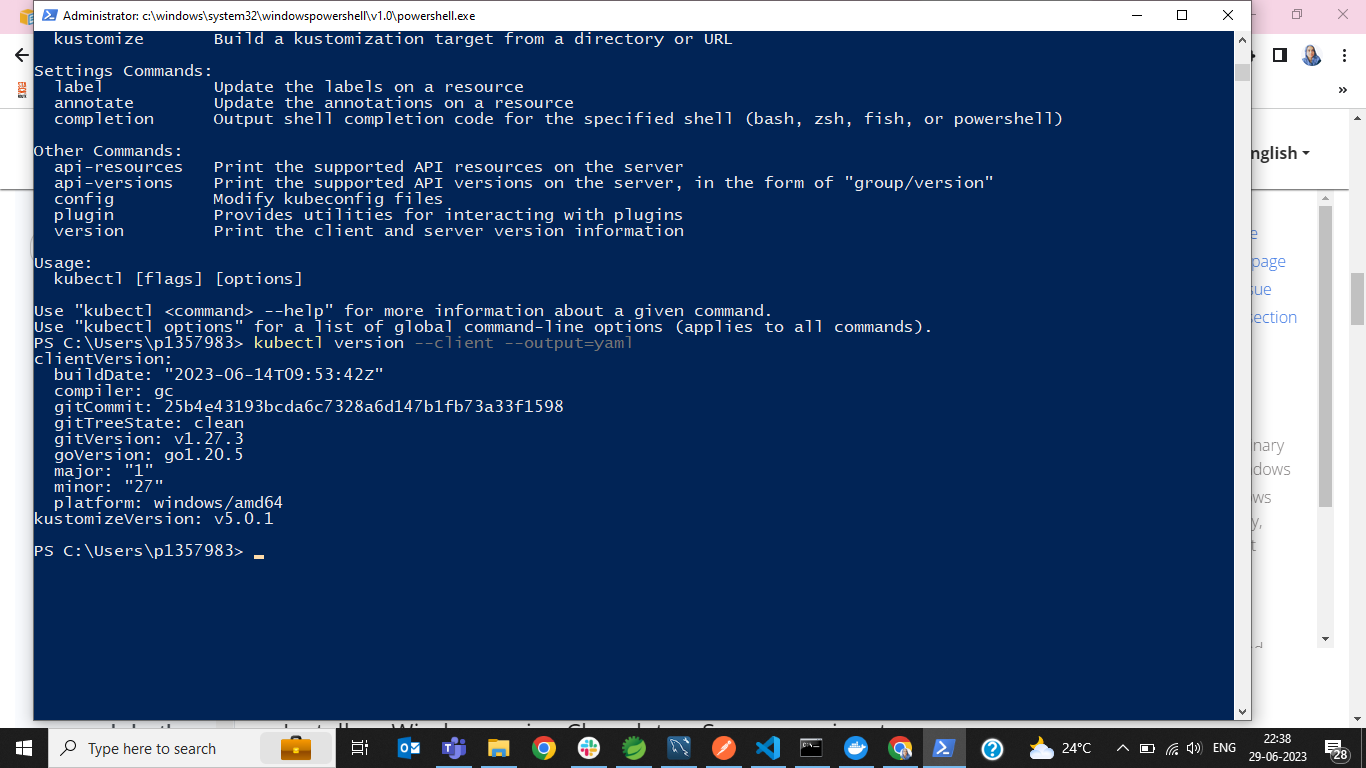 Administrator: c:\windows\system32\windowspowershell\v1.0\powershell.exe
kustomize Build a kustomization target from a directory or URL
Settings Commands:
label Update the labels on a resource
annotate Update the annotations on a resource
completion Output shell completion code for the specified shell (bash, zsh, fish, or powershell)
Other Commands:
api-resources Print the supported API resources on the server
api-versions Print the supported API versions on the server, in the form of "group/version"
config Modify kubeconfig files
plugin Provides utilities for interacting with plugins
version Print the client and server version information
Usage:
kubectl [flags] [options]
Use "kubectl <command> --help" for more information about a given command.
Use "kubectl options" for a list of global command-line options (applies to all commands).
PS C:\Users\p1357983> kubectl version --client --output=yaml
clientVersion:
buildDate: "2023-06-14T09:53:42Z"
compiler: gc
gitCommit: 25b4e43193bcda6c7328a6d147b1fb73a33f1598
gitTreeState: clean
gitVersion: v1.27.3
goVersion: go1.20.5
major: "1"
minor: "27"
platform: windows/amd64
kustomizeVersion: v5.0.1
PS C:\Users\p1357983>
nglish
e
page
sue
section
nary
dows
ws
y,
t
Type here to search
24°C
ENG
22:38
29-06-2023
28